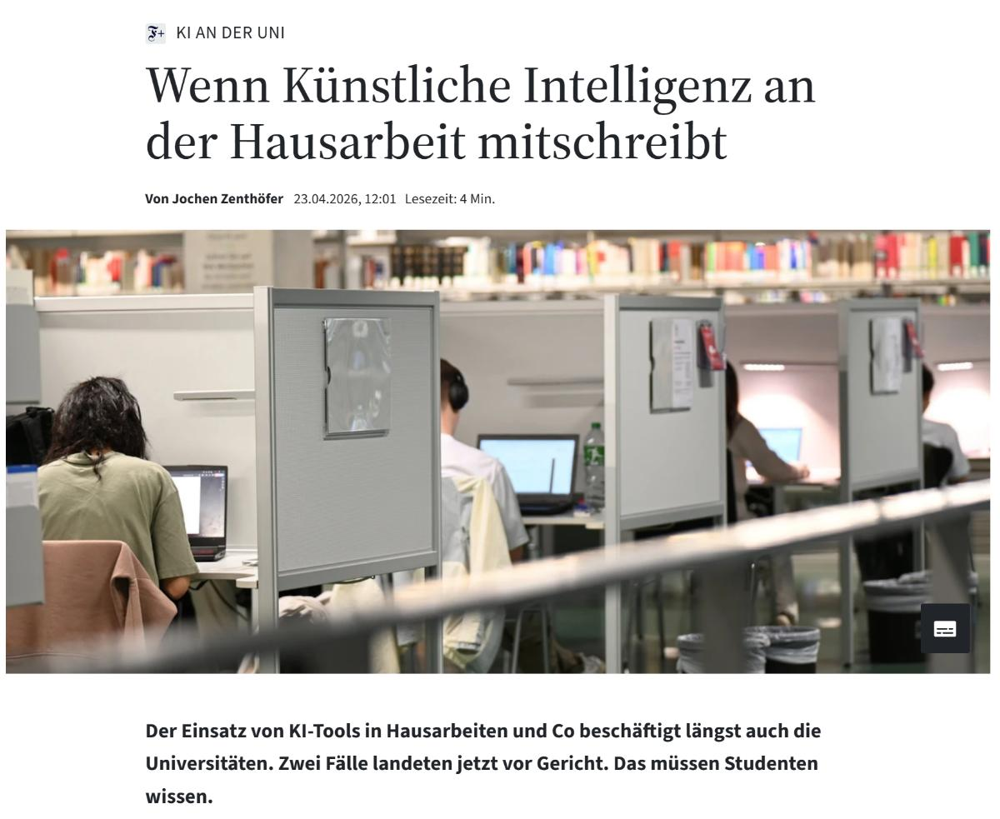 F+ KI AN DER UNI
Wenn Künstliche Intelligenz an
der Hausarbeit mitschreibt
Von Jochen Zenthöfer 23.04.2026, 12:01 Lesezeit: 4 Min.
Der Einsatz von KI-Tools in Hausarbeiten und Co beschäftigt längst auch die
Universitäten. Zwei Fälle landeten jetzt vor Gericht. Das müssen Studenten
wissen.